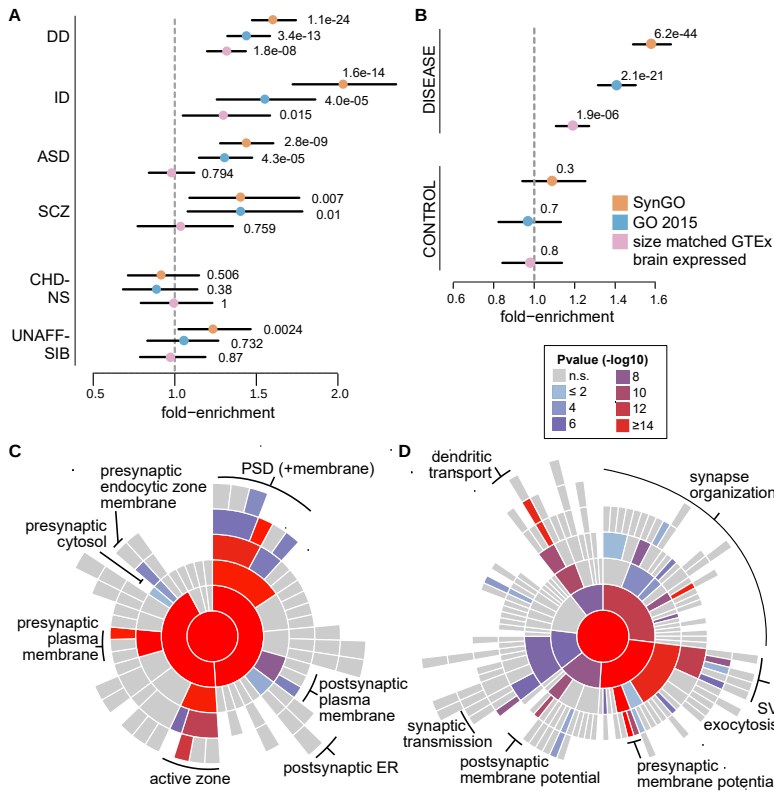 A
DD
1.1e-24
3.4e-13
1.8e-08
ID
1.6e-14
4.0e-05
0.015
ASD
2.8e-09
4.3e-05
0.794
SCZ
0.007
0.01
0.759
CHD-
NS
0.506
0.38
1
UNAFF-
SIB
0.0024
0.732
0.87
0.5 1.0 1.5 2.0
fold−enrichment
B
DISEASE
6.2e-44
2.1e-21
1.9e-06
CONTROL
0.3
0.7
0.8
SynGO
GO 2015
size matched GTEx
brain expressed
0.6 0.8 1.0 1.2 1.4 1.6
fold−enrichment
Pvalue (-log10)
n.s.
≤ 2
4
6
8
10
12
≥14
C
PSD (+membrane)
presynaptic
endocytic zone
membrane
presynaptic
cytosol
presynaptic
plasma
membrane
active zone
postsynaptic
plasma
membrane
postsynaptic ER
D
dendritic
transport
synapse
organization
SV
exocytosis
synaptic
transmission
postsynaptic
membrane potential
presynaptic
membrane potential